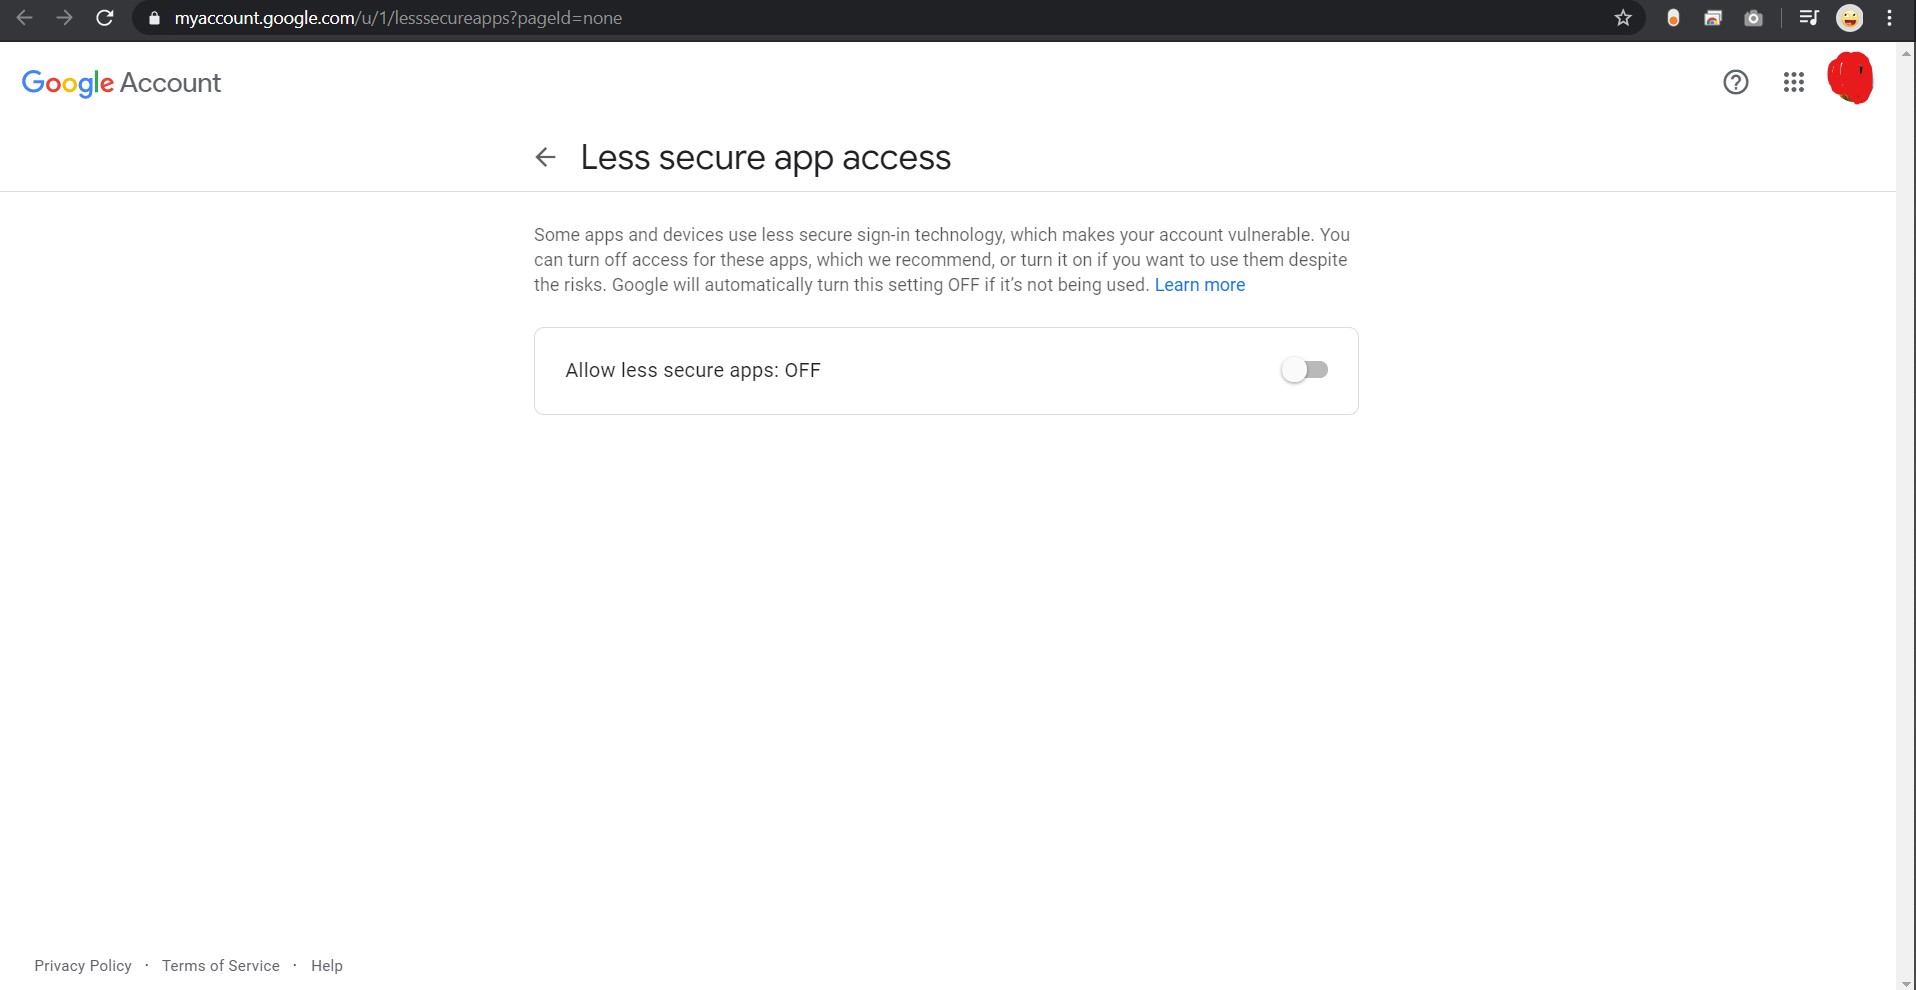 myaccount.google.com/u/1/lesssecureapps?pageId=none
Google Account
Less secure app access
Some apps and devices use less secure sign-in technology, which makes your account vulnerable. You
can turn off access for these apps, which we recommend, or turn it on if you want to use them despite
the risks. Google will automatically turn this setting OFF if it’s not being used. Learn more
Allow less secure apps: OFF
Privacy Policy · Terms of Service · Help